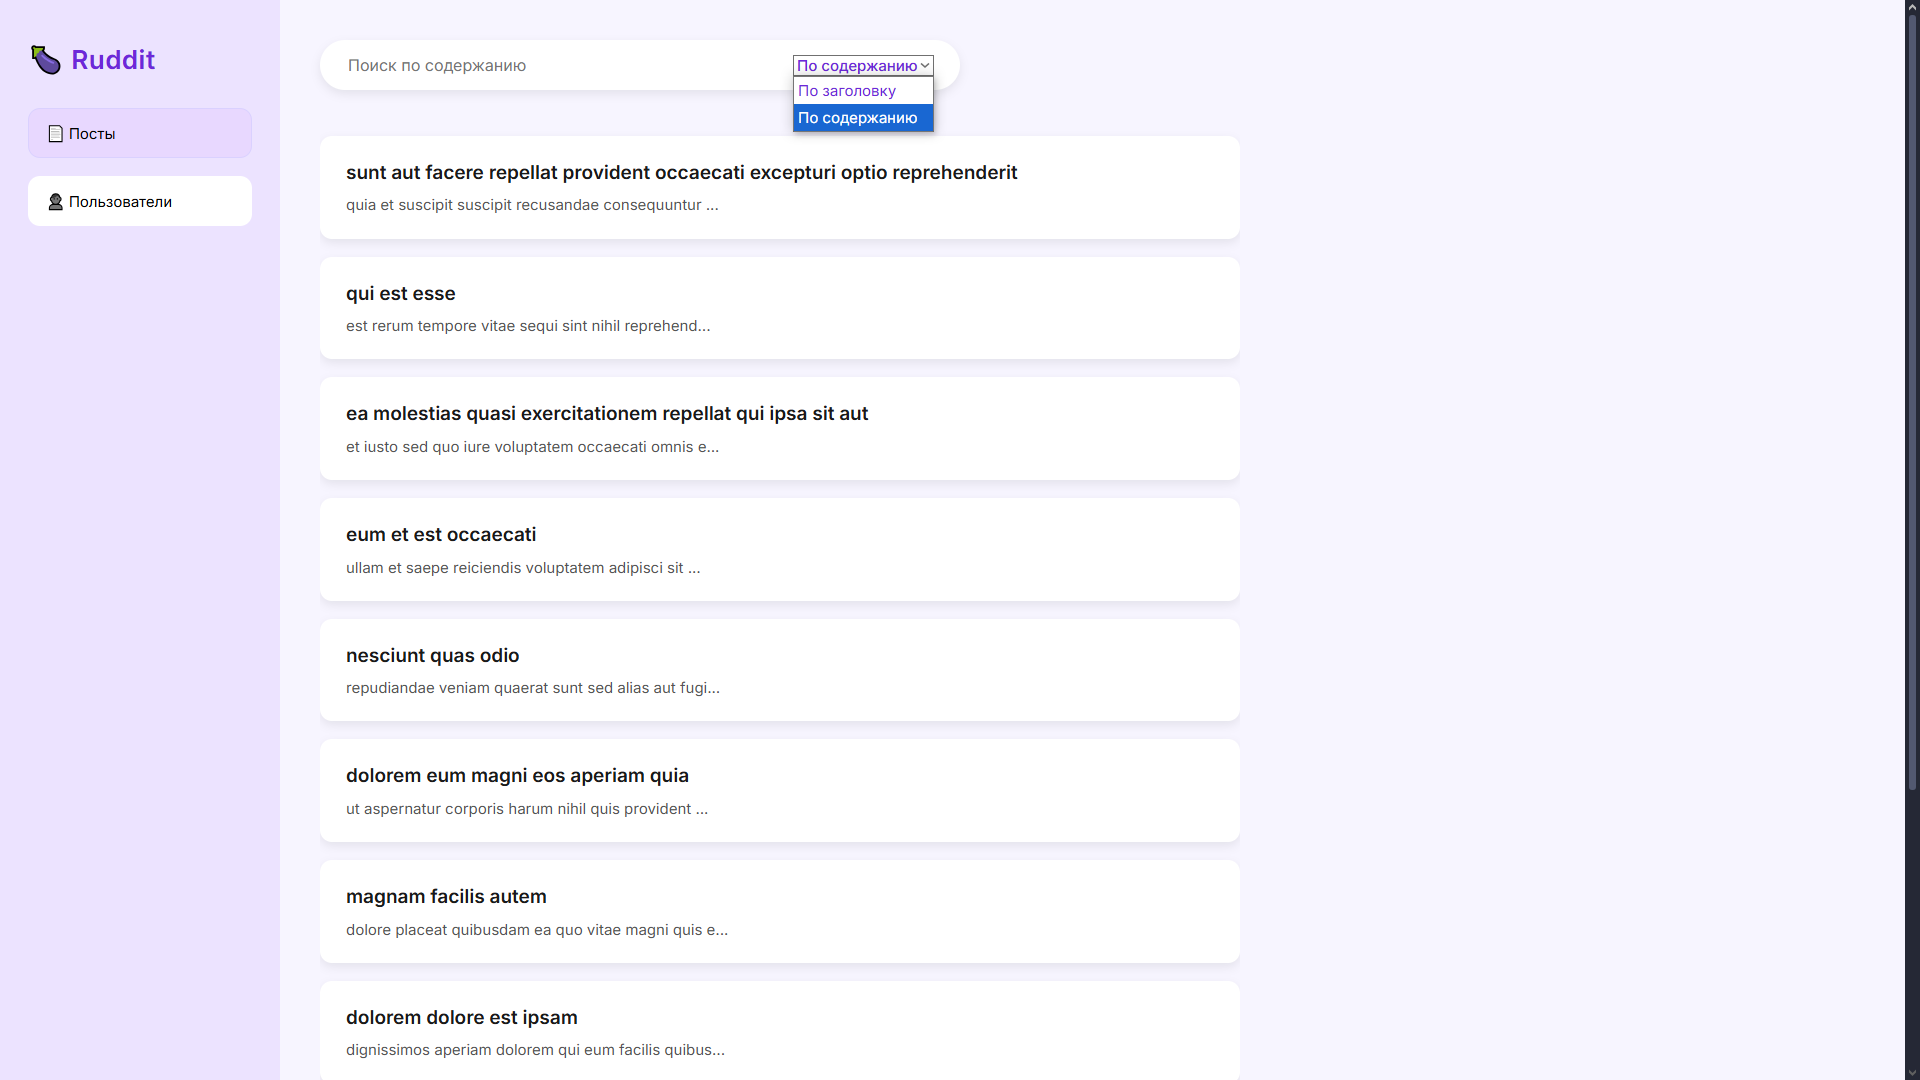 Ruddit
Посты
Пользователи
Поиск по содержанию
По содержанию
По заголовку
По содержанию
sunt aut facere repellat provident occaecati excepturi optio reprehenderit
quia et suscipit suscipit recusandae consequuntur ...
qui est esse
est rerum tempore vitae sequi sint nihil reprehend...
ea molestias quasi exercitationem repellat qui ipsa sit aut
et iusto sed quo iure voluptatem occaecati omnis e...
eum et est occaecati
ullam et saepe reiciendis voluptatem adipisci sit ...
nesciunt quas odio
repudiandae veniam quaerat sunt sed alias aut fugi...
dolorem eum magni eos aperiam quia
ut aspernatur corporis harum nihil quis provident ...
magnam facilis autem
dolore placeat quibusdam ea quo vitae magni quis e...
dolorem dolore est ipsam
dignissimos aperiam dolorem qui eum facilis quibus...